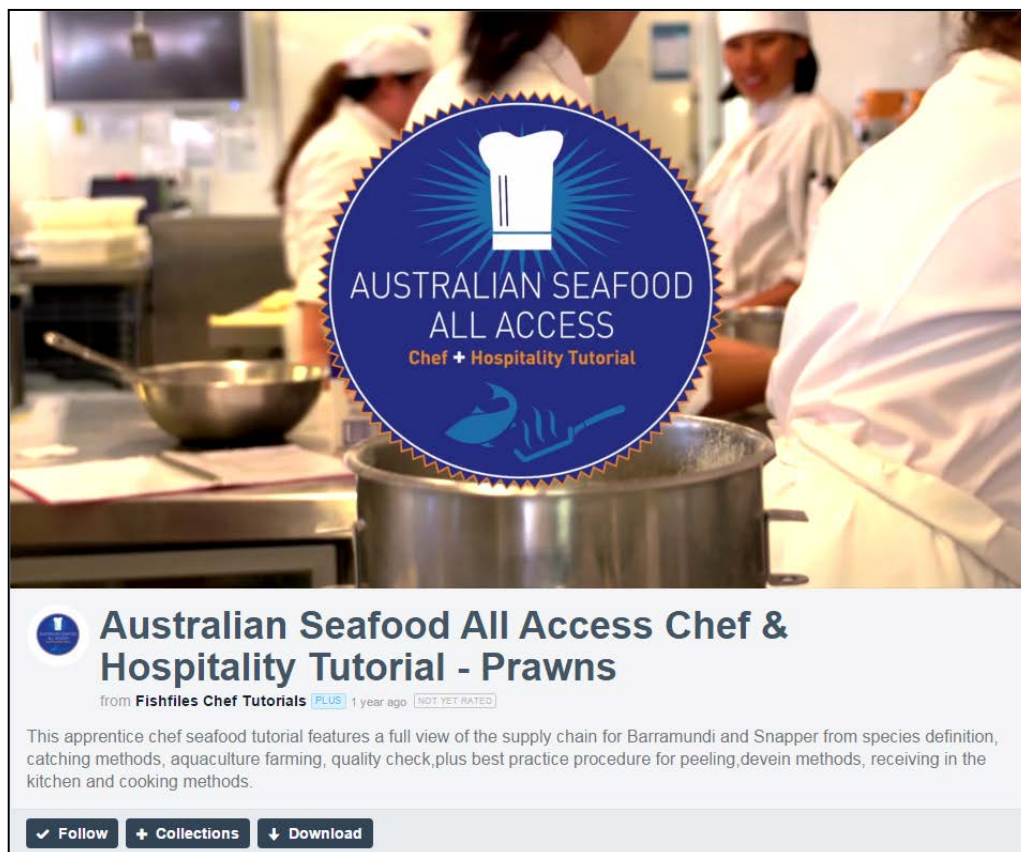 AUSTRALIAN SEAFOOD
ALL ACCESS
Chef + Hospitality Tutorial
Australian Seafood All Access Chef &
Hospitality Tutorial - Prawns
from Fishfiles Chef Tutorials PLUS 1 year ago NOT YET RATED
This apprentice chef seafood tutorial features a full view of the supply chain for Barramundi and Snapper from species definition,
catching methods, aquaculture farming, quality check,plus best practice procedure for peeling,devein methods, receiving in the
kitchen and cooking methods.
Follow + Collections Download